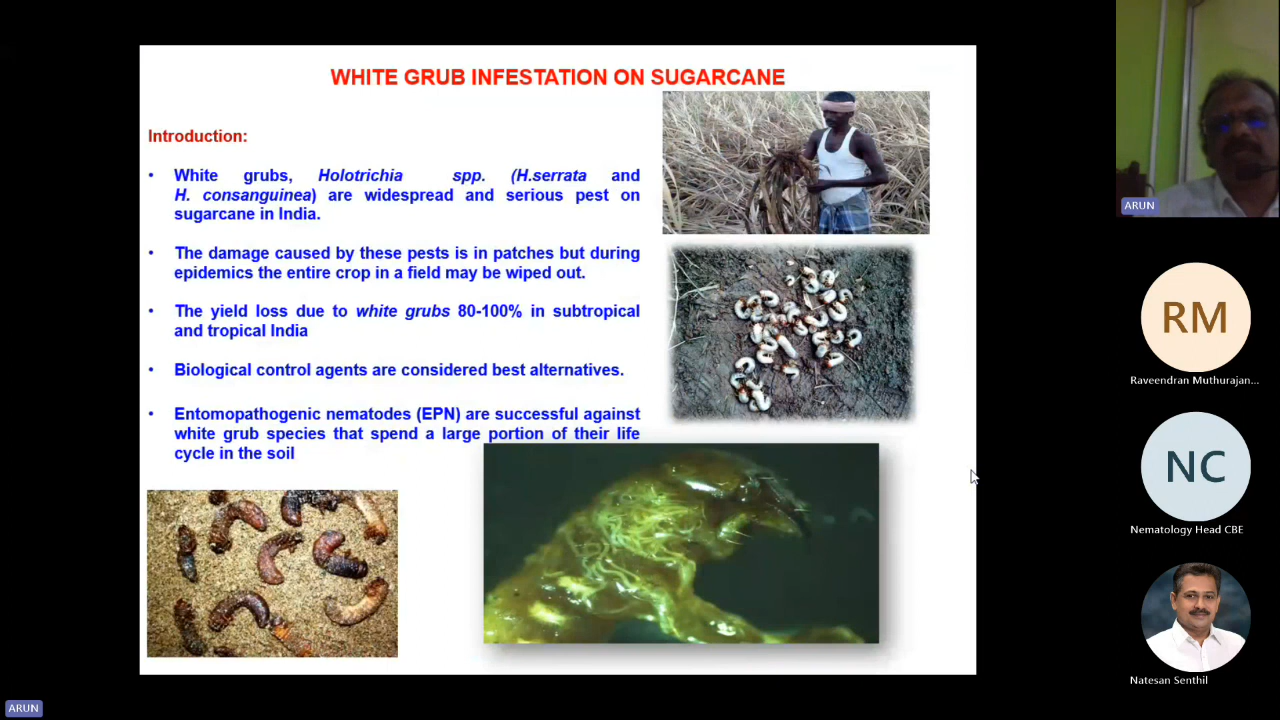 WHITE GRUB INFESTATION ON SUGARCANE
Introduction:
• White grubs, Holotrichia spp. (H.serrata and
H. consanguinea) are widespread and serious pest on
sugarcane in India.
• The damage caused by these pests is in patches but during
epidemics the entire crop in a field may be wiped out.
• The yield loss due to white grubs 80-100% in subtropical
and tropical India
• Biological control agents are considered best alternatives.
• Entomopathogenic nematodes (EPN) are successful against
white grub species that spend a large portion of their life
cycle in the soil
ARUN
RM
Raveendran Muthurajan...
NC
Nematology Head CBE
Natesan Senthil
ARUN